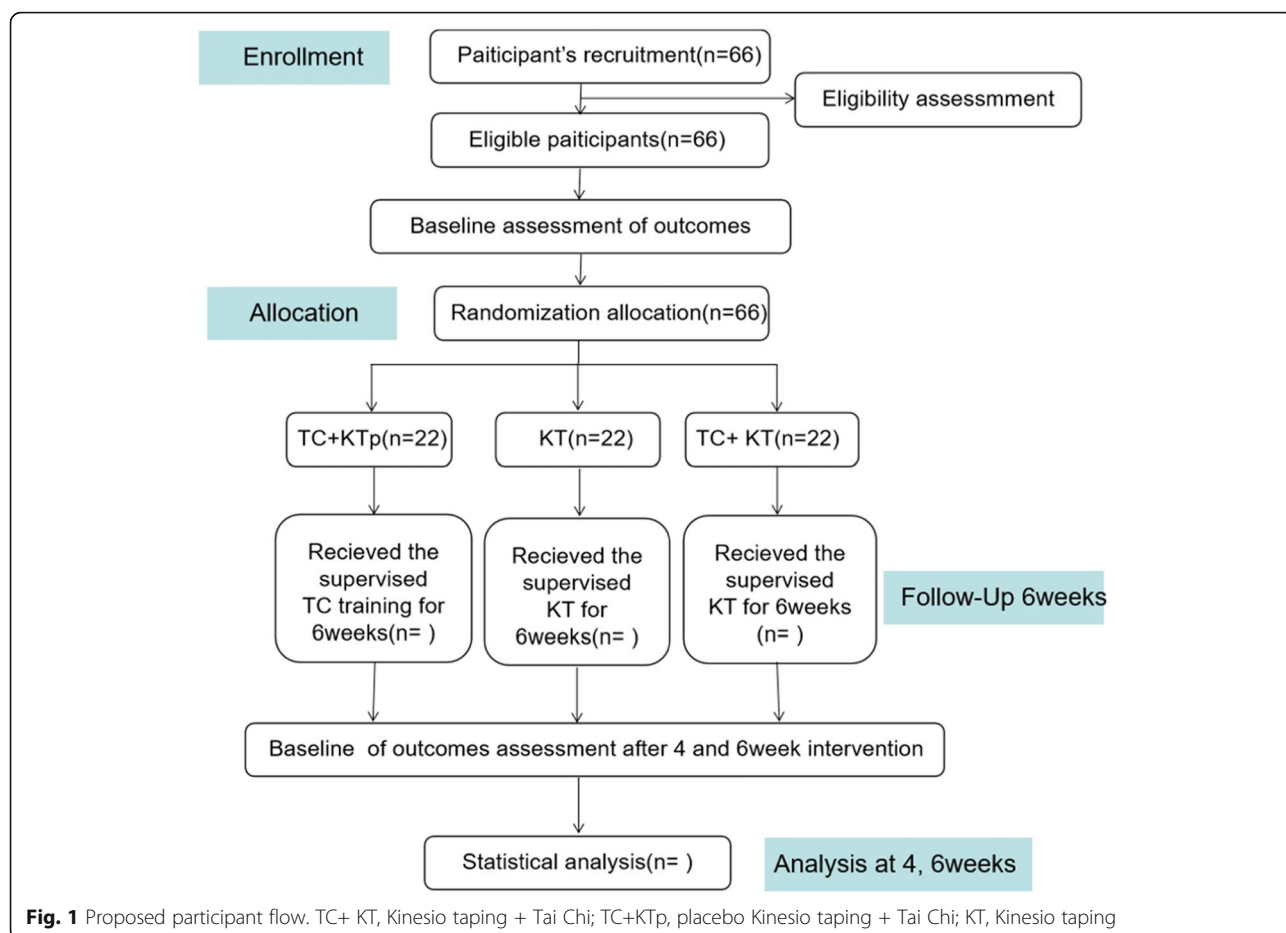 Enrollment
Paiticipant's recruitment(n=66)
Eligibility assessmment
Eligible paiticipants(n=66)
Baseline assessment of outcomes
Allocation
Randomization allocation(n=66)
TC+KTp(n=22)
KT(n=22)
TC+ KT(n=22)
Recieved the
supervised
TC training for
6weeks(n= )
Recieved the
supervised
KT for
6weeks(n= )
Recieved the
supervised
KT for 6weeks
(n= )
Follow-Up 6weeks
Baseline  of outcomes assessment after 4 and 6week intervention
Statistical analysis(n= )
Analysis at 4, 6weeks
Fig. 1 Proposed participant flow. TC+ KT, Kinesio taping + Tai Chi; TC+KTp, placebo Kinesio taping + Tai Chi; KT, Kinesio taping